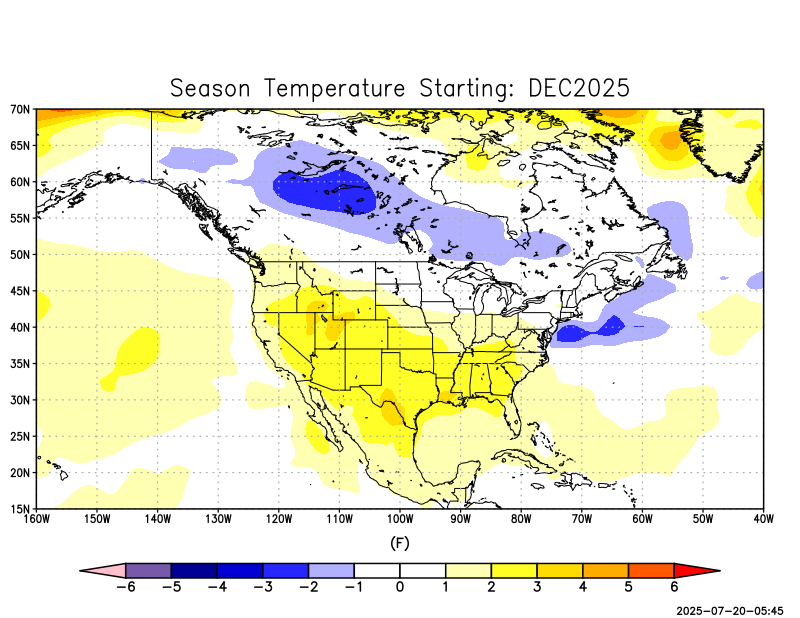 Season Temperature Starting: DEC2025
70N
65N
60N
55N
50N
45N
40N
35N
30N
25N
20N
15N
160W 150W 140W 130W 120W 110W 100W 90W 80W 70W 60W 50W 40W
(F)
−6 −5 −4 −3 −2 −1 0 1 2 3 4 5 6
2025-07-20-05:45